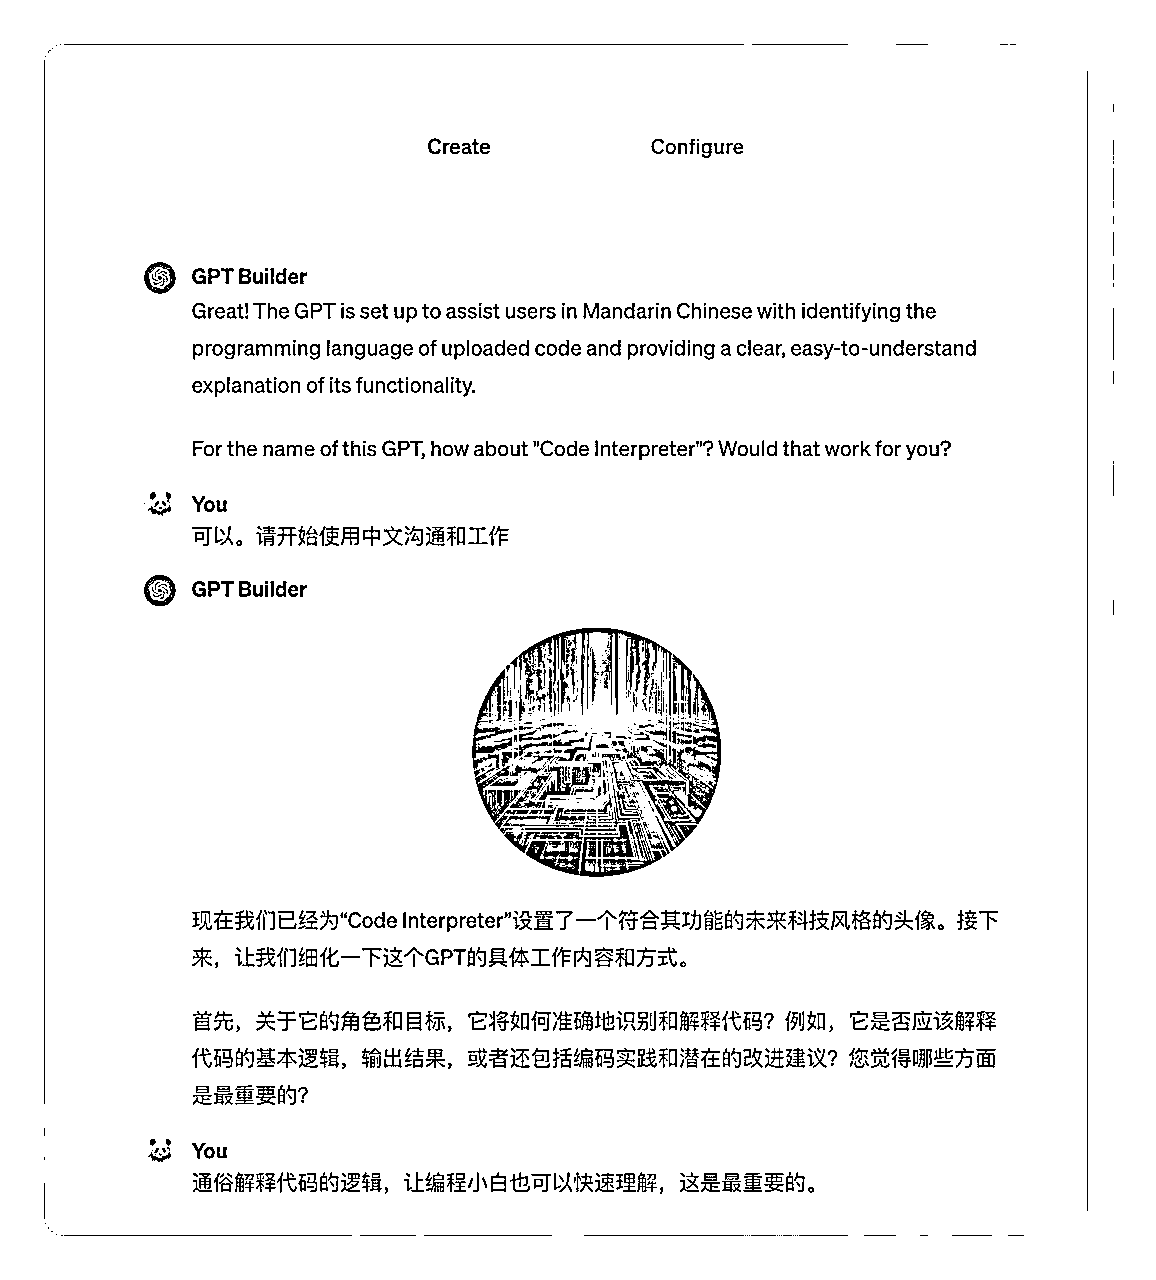 Create
Configure
GPT Builder
Great! The GPT is set up to assist users in Mandarin Chinese with identifying the
programming language of uploaded code and providing a clear, easy-to-understand
explanation of its functionality.
For the name of this GPT, how about "Code Interpreter"? Would that work for you?
You
可以。请开始使用中文沟通和工作
GPT Builder
现在我们已经为“Code Interpreter”设置了一个符合其功能的未来科技风格的头像。接下
来，让我们细化一下这个GPT的具体工作内容和方式。
首先，关于它的角色和目标，它将如何准确地识别和解释代码？例如，它是否应该解释
代码的基本逻辑，输出结果，或者还包括编码实践和潜在的改进建议？您觉得哪些方面
是最重要的？
You
通俗解释代码的逻辑，让编程小白也可以快速理解，这是最重要的。